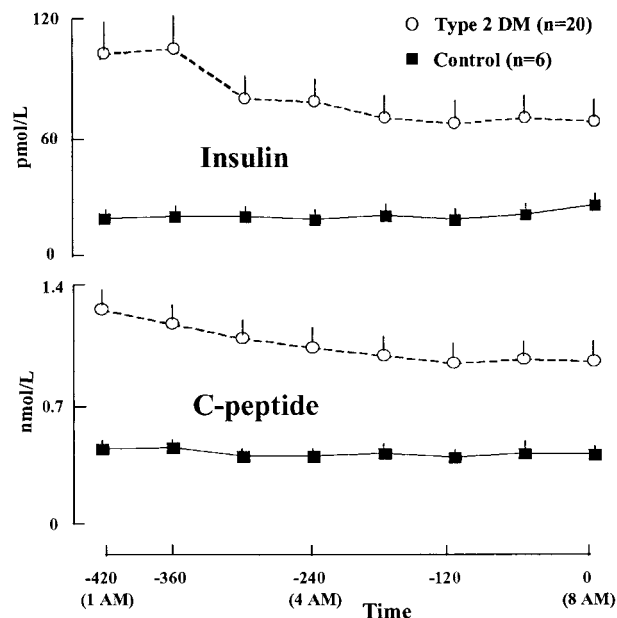 120
Type 2 DM (n=20)
Control (n=6)
pmol/L
60
Insulin
0
1.4
nmol/L
0.7
C-peptide
0
-420 -360 -240 -120 0
(1 AM) (4 AM) Time (8 AM)